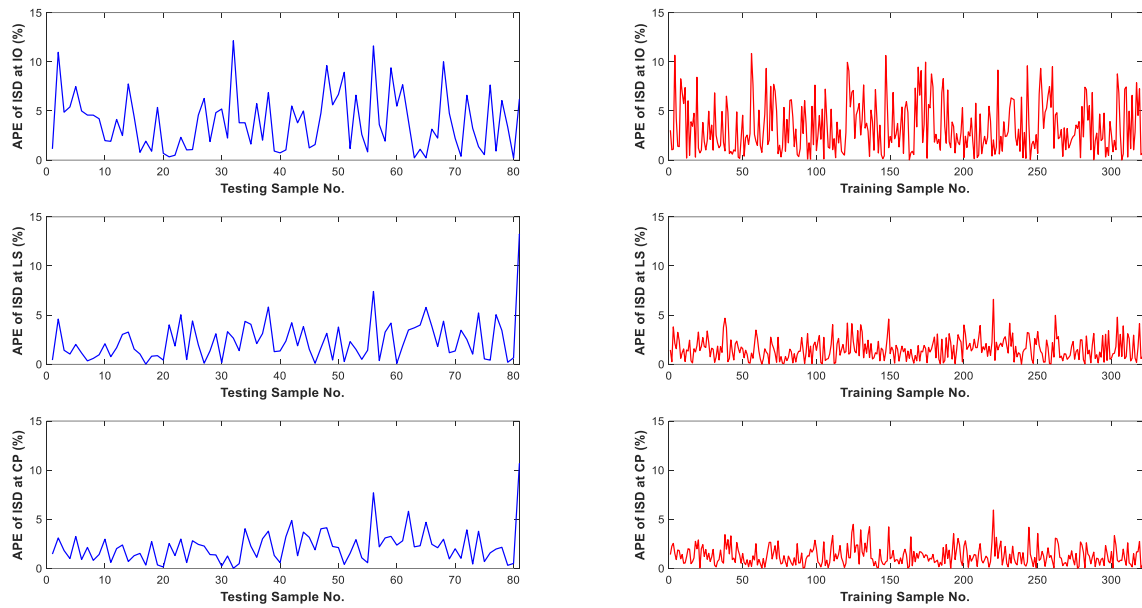 APE of ISD at IO (%)
15
10
5
0
0 10 20 30 40 50 60 70 80
Testing Sample No.
APE of ISD at IO (%)
15
10
5
0
0 50 100 150 200 250 300
Training Sample No.
APE of ISD at LS (%)
15
10
5
0
0 10 20 30 40 50 60 70 80
Testing Sample No.
APE of ISD at LS (%)
15
10
5
0
0 50 100 150 200 250 300
Training Sample No.
APE of ISD at CP (%)
15
10
5
0
0 10 20 30 40 50 60 70 80
Testing Sample No.
APE of ISD at CP (%)
15
10
5
0
0 50 100 150 200 250 300
Training Sample No.